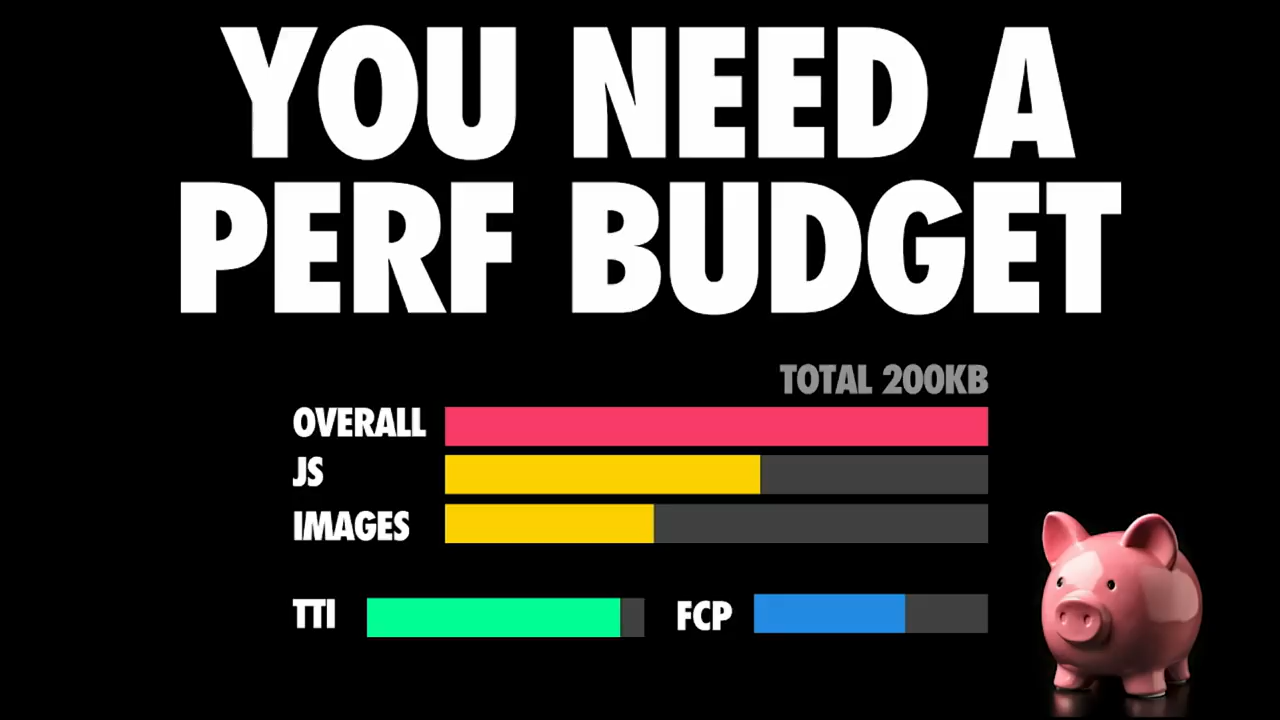 YOU NEED A
PERF BUDGET
TOTAL 200KB
OVERALL
JS
IMAGES
TTI
FCP